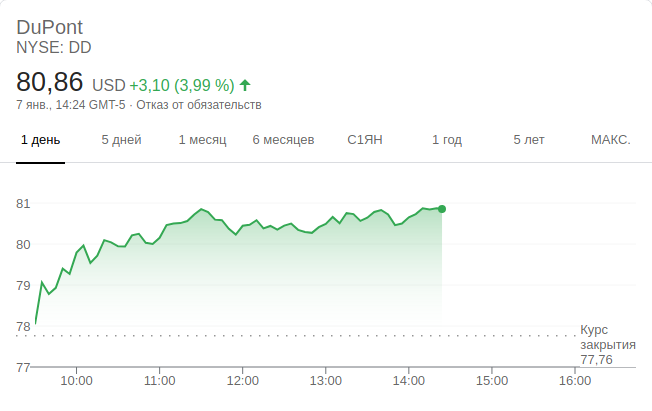 DuPont
NYSE: DD
80,86 USD +3,10 (3,99 %)
7 янв., 14:24 GMT-5 · Отказ от обязательств
1 день 5 дней 1 месяц 6 месяцев С1ЯН 1 год 5 лет МАКС.
81
80
79
78
Курс
закрытия
77,76
77
10:00 11:00 12:00 13:00 14:00 15:00 16:00